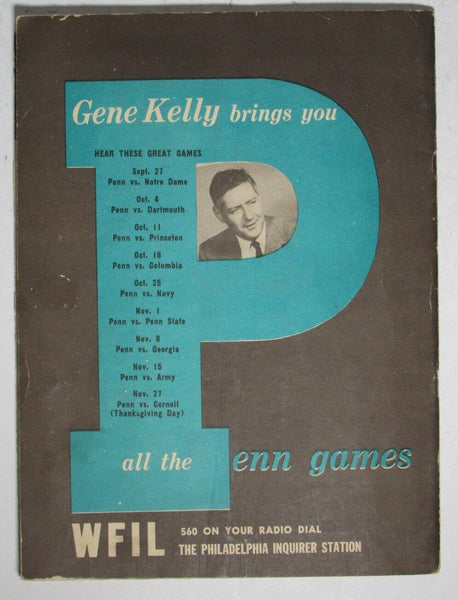 Gene Kelly brings you
HEAR THESE GREAT GAMES
Sept. 27
Penn vs. Notre Dame
Oct. 4
Penn vs. Dartmouth
Oct. 11
Penn vs. Princeton
Oct. 18
Penn vs. Columbia
Oct. 25
Penn vs. Navy
Nov. 1
Penn vs. Penn State
Nov. 8
Penn vs. Georgia
Nov. 15
Penn vs. Army
Nov. 27
Penn vs. Cornell
(Thanksgiving Day)
all the Penn games
WFIL
560 ON YOUR RADIO DIAL
THE PHILADELPHIA INQUIRER STATION